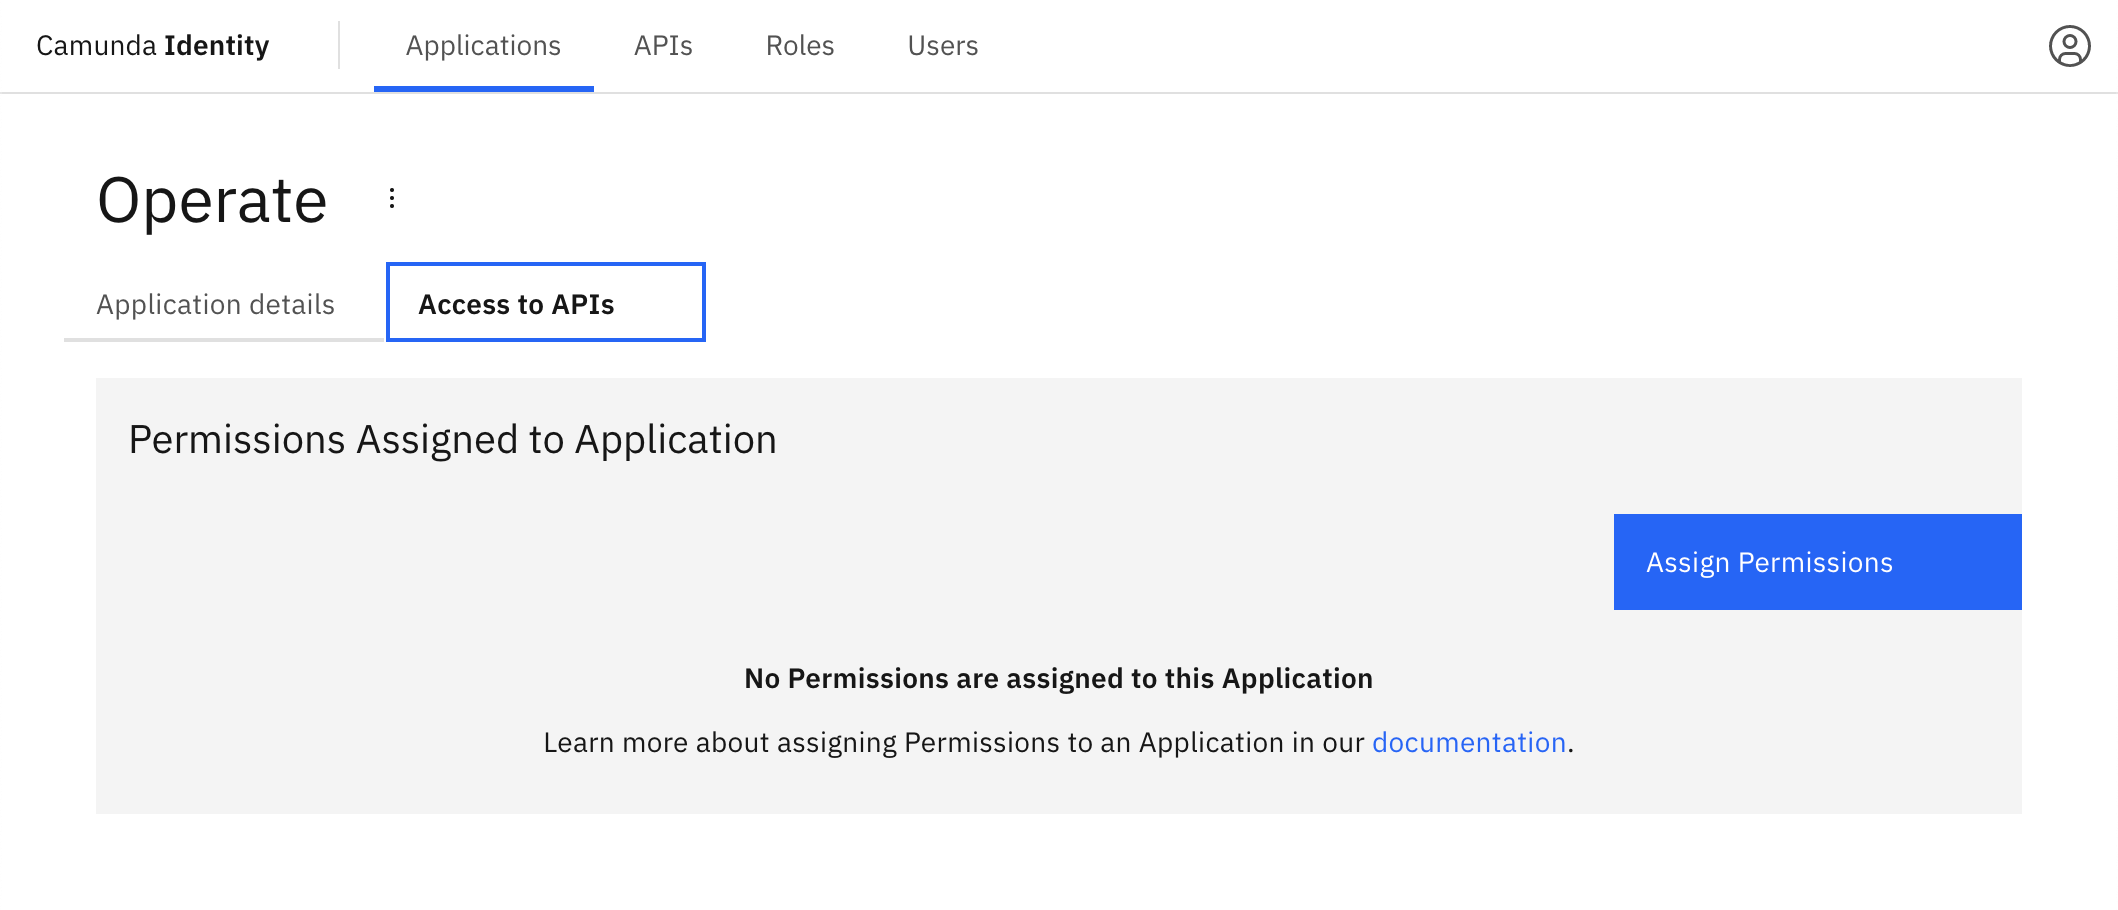 Camunda Identity Applications APIs Roles Users
Operate
Application details Access to APIs
Permissions Assigned to Application
Assign Permissions
No Permissions are assigned to this Application
Learn more about assigning Permissions to an Application in our documentation.